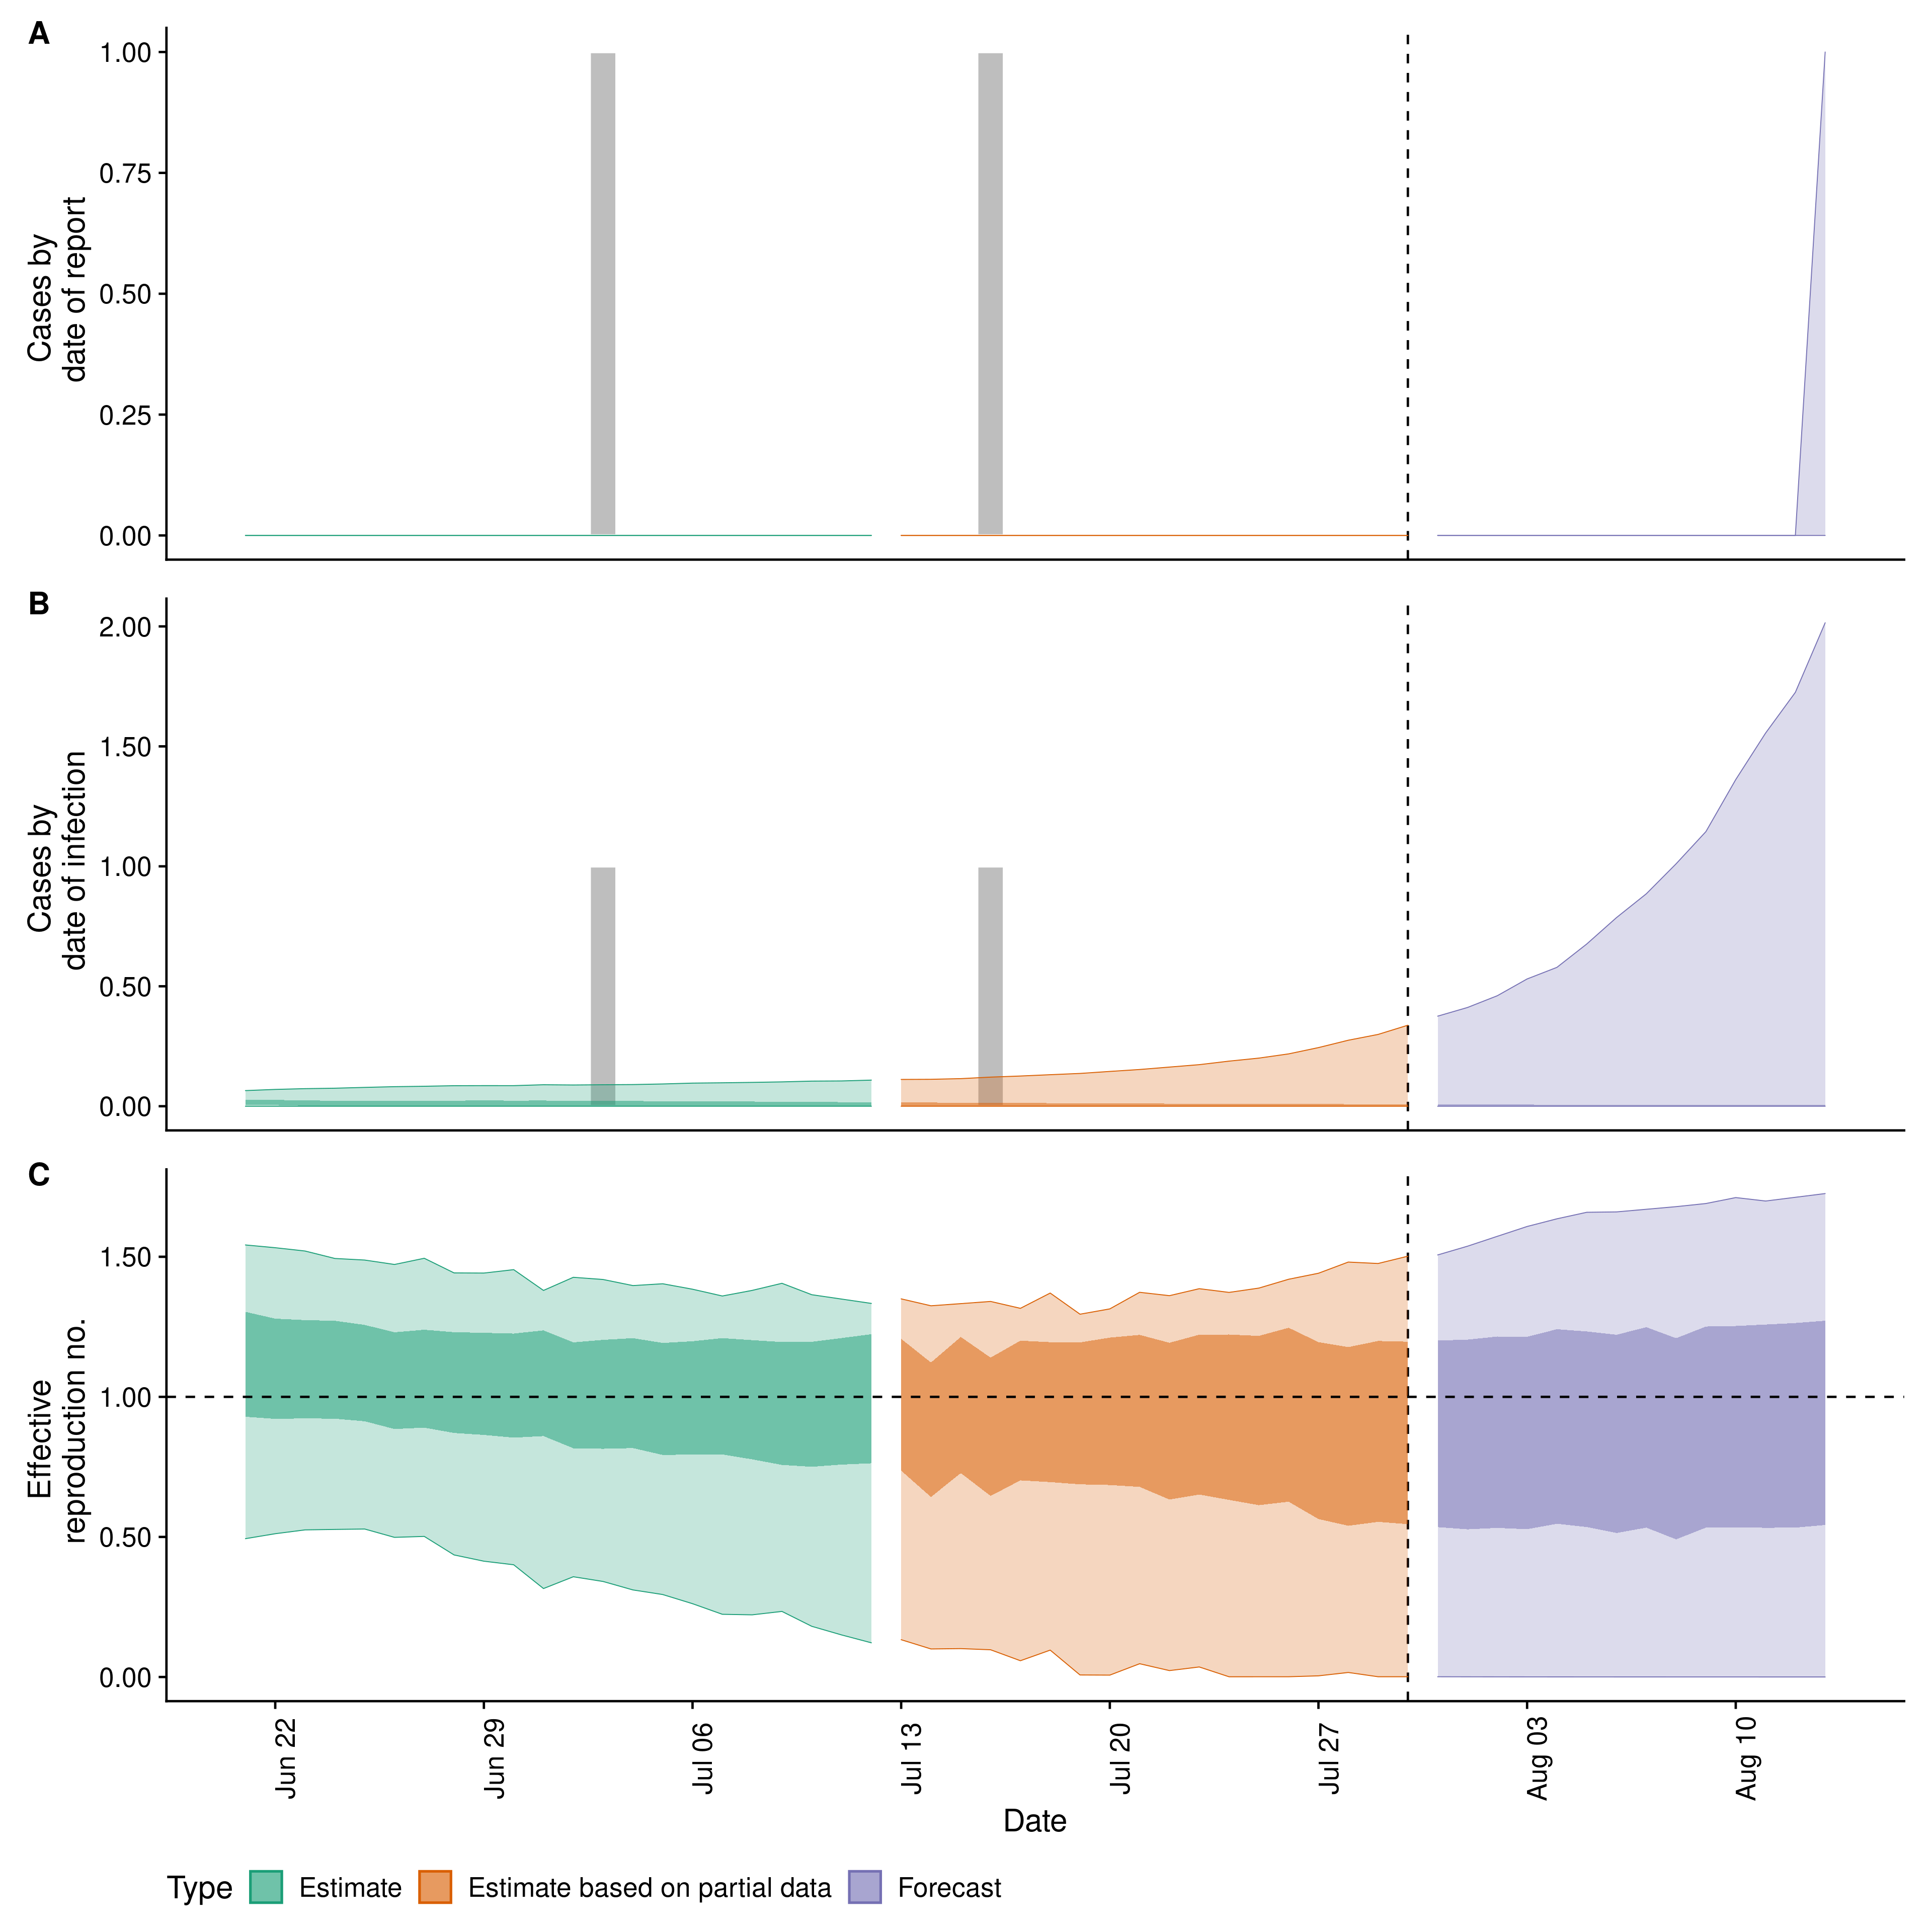 A
1.00
0.75
0.50
0.25
0.00
Cases by
date of report
B
2.00
1.50
1.00
0.50
0.00
Cases by
date of infection
C
1.50
1.00
0.50
0.00
Effective
reproduction no.
Jun 22
Jun 29
Jul 06
Jul 13
Jul 20
Jul 27
Aug 03
Aug 10
Date
Type Estimate Estimate based on partial data Forecast